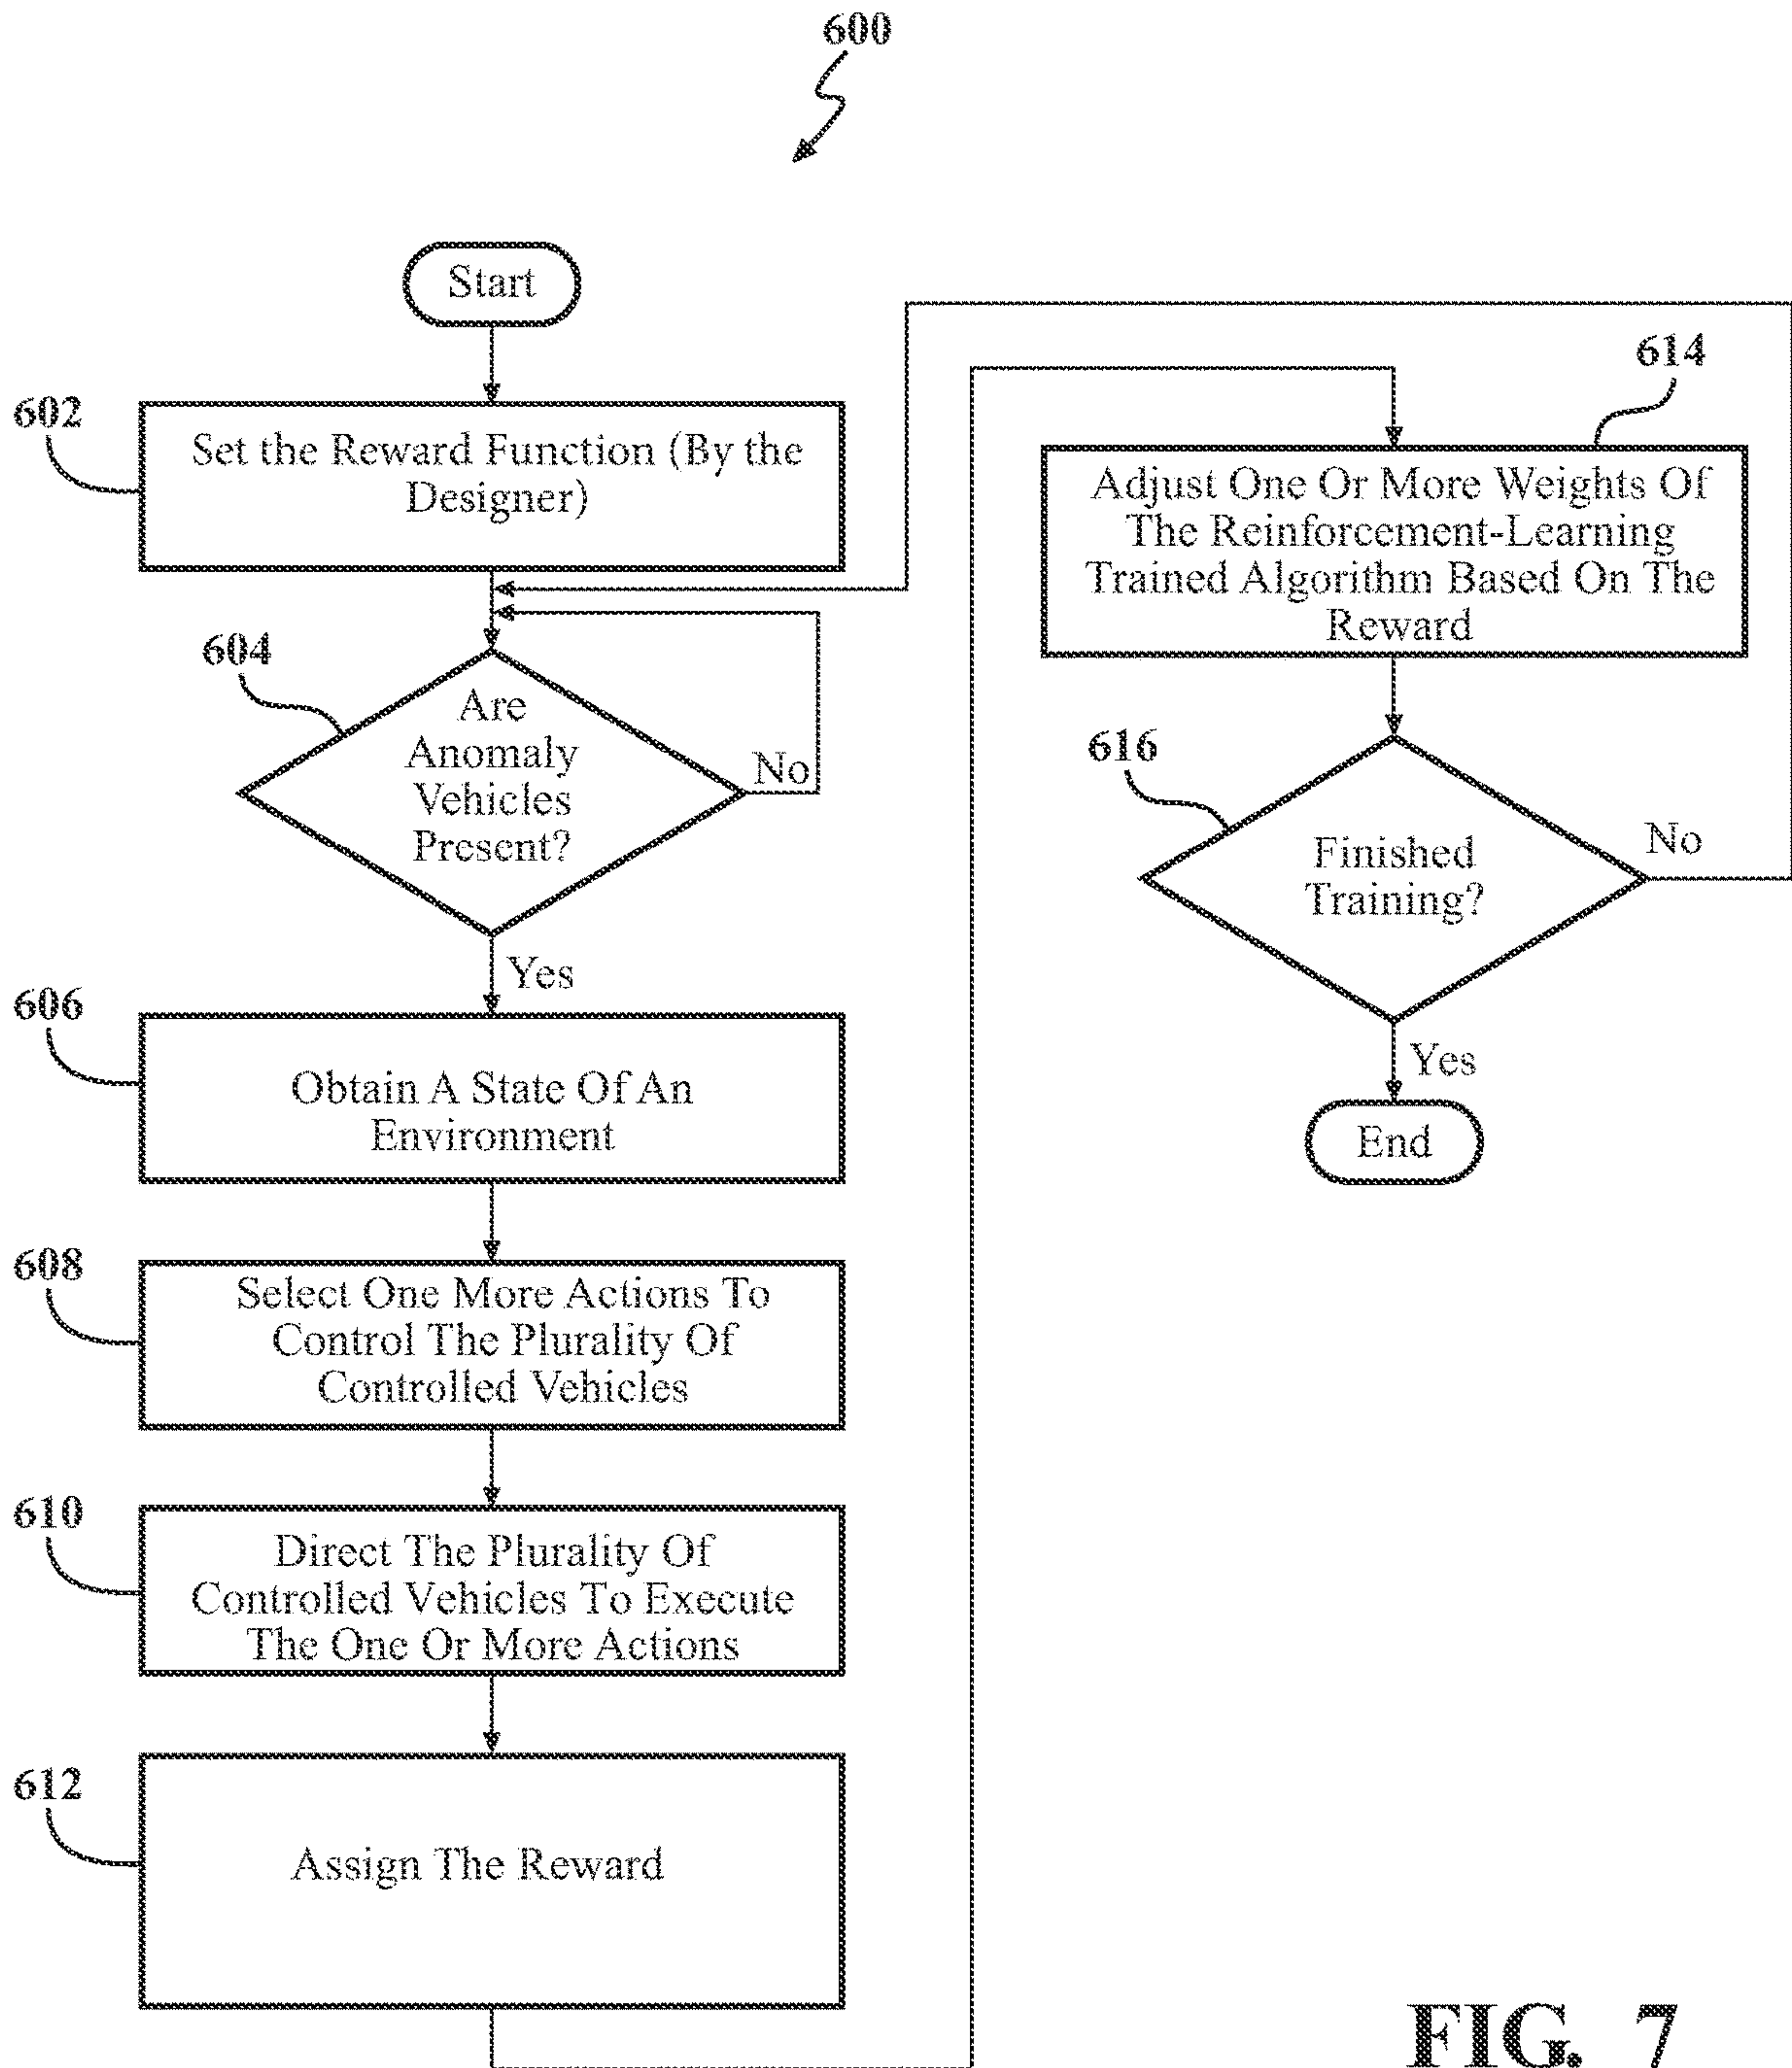 600
Start
602
Set the Reward Function (By the
Designer)
604
Are
Anomaly
Vehicles
Present?
No
Yes
606
Obtain A State Of An
Environment
608
Select One More Actions To
Control The Plurality Of
Controlled Vehicles
610
Direct The Plurality Of
Controlled Vehicles To Execute
The One Or More Actions
612
Assign The Reward
614
Adjust One Or More Weights Of
The Reinforcement-Learning
Trained Algorithm Based On The
Reward
616
Finished
Training?
No
Yes
End
FIG. 7